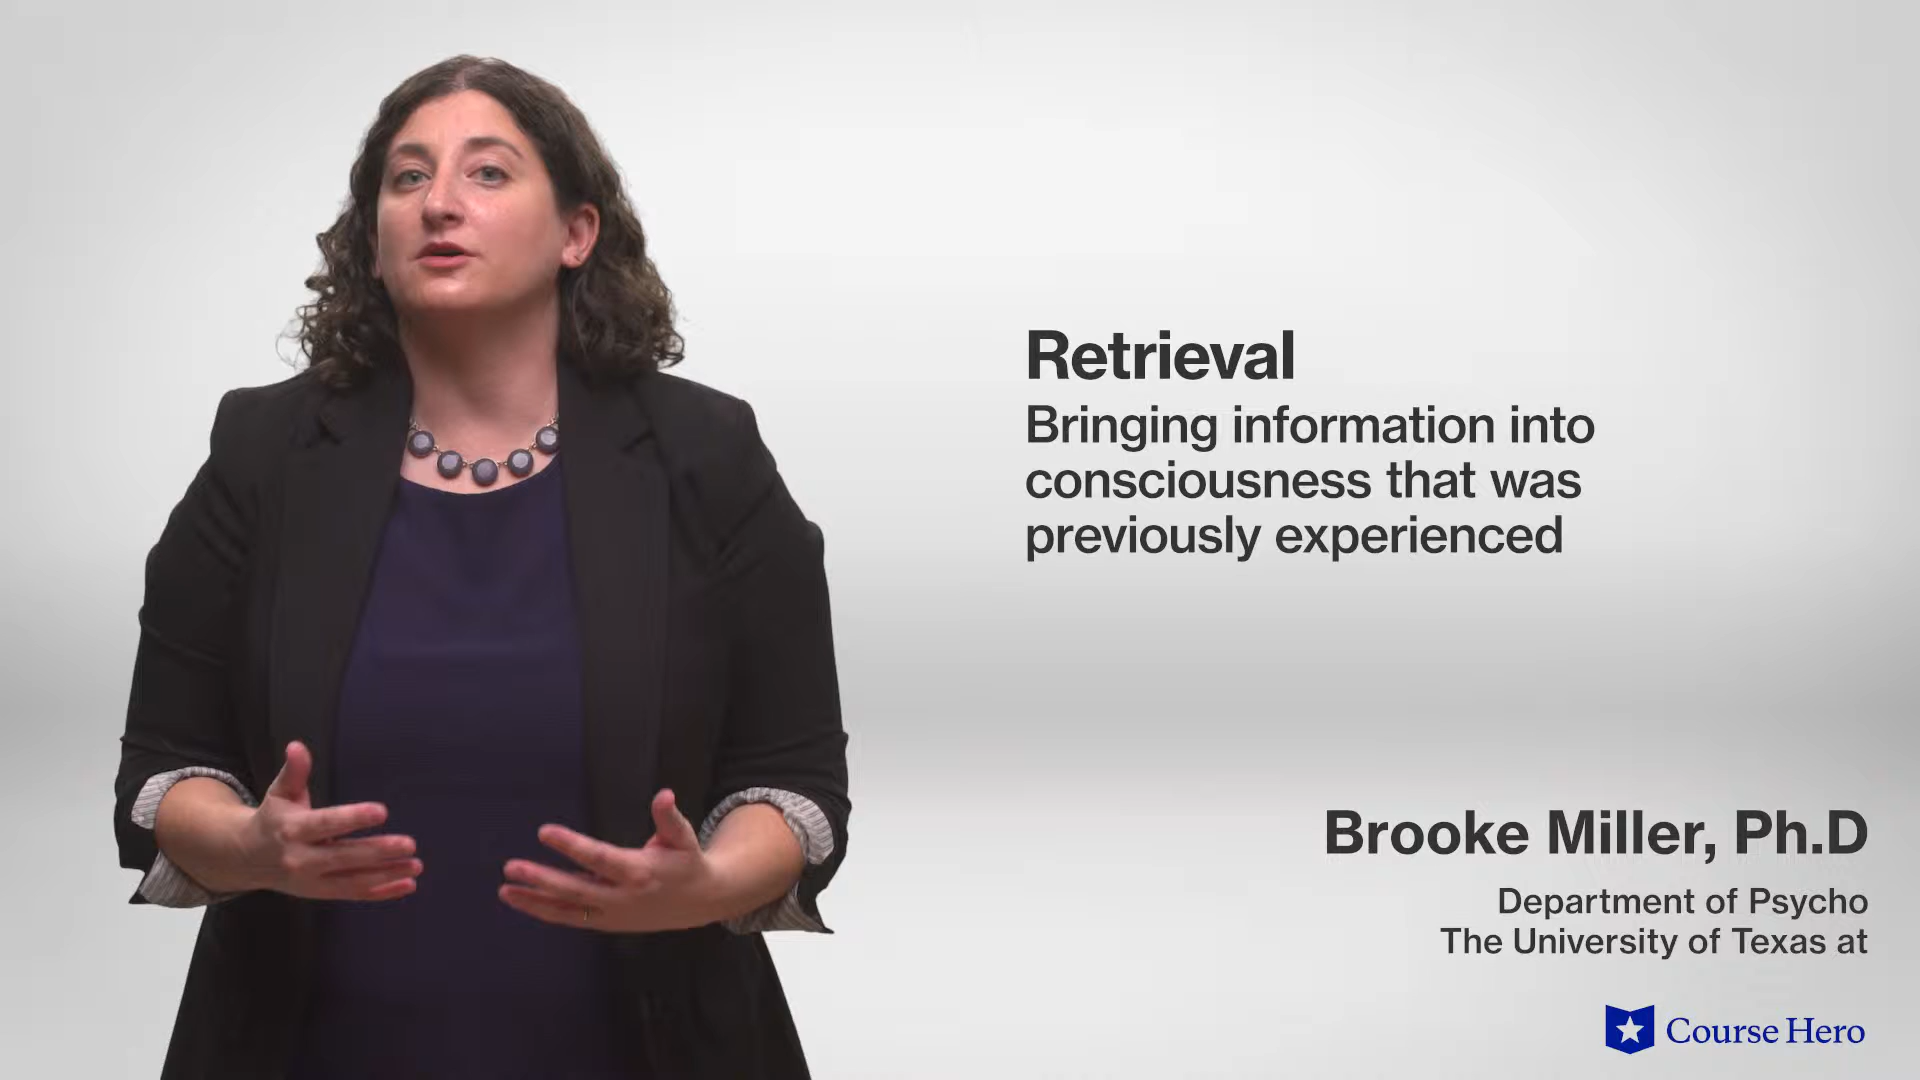 Retrieval
Bringing information into
consciousness that was
previously experienced
Brooke Miller, Ph.D
Department of Psycho
The University of Texas at
Course Hero